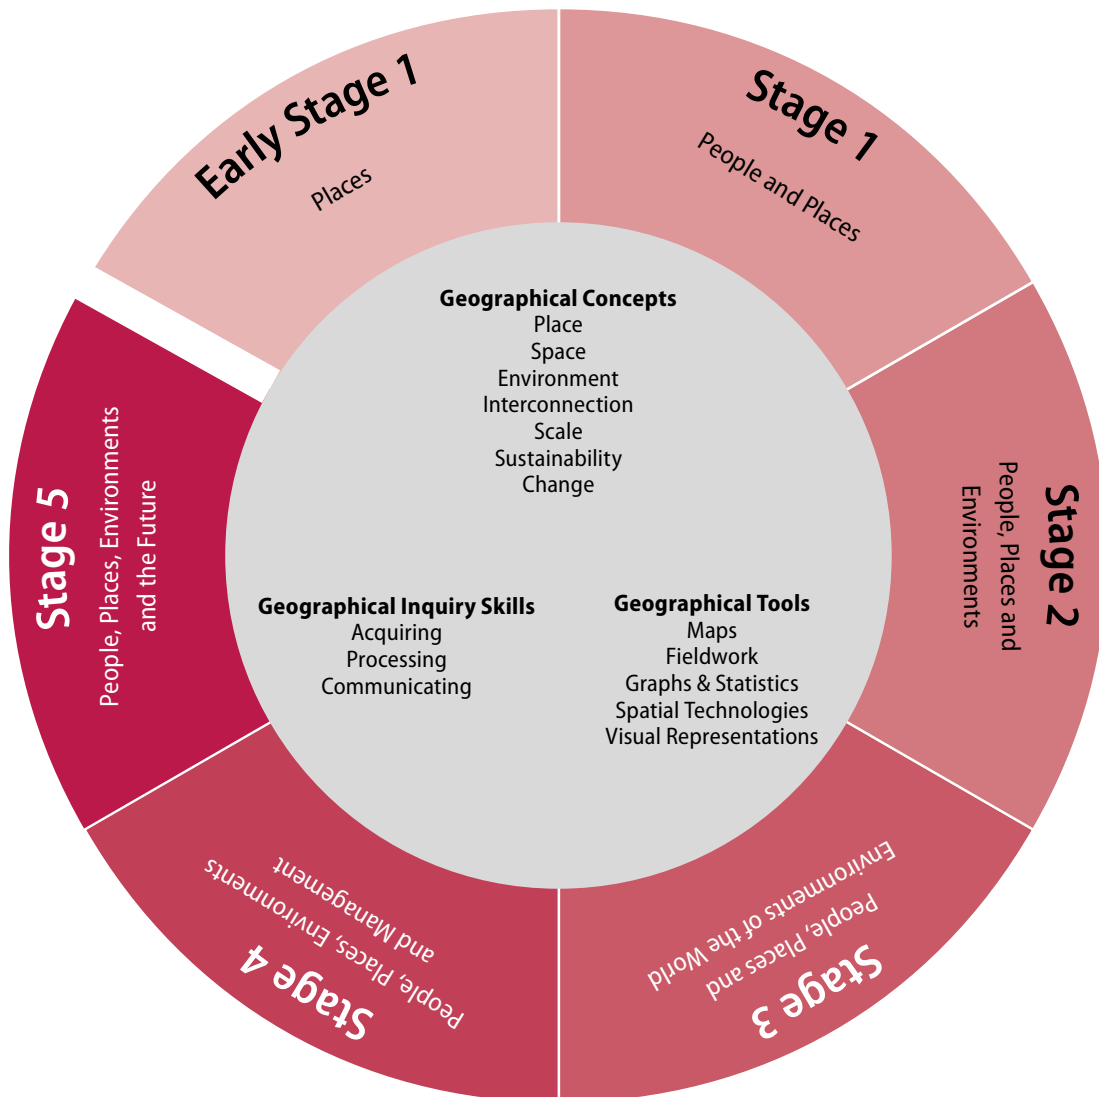 Early Stage 1
Places
Stage 1
People and Places
Stage 2
People, Places and
Environments
Stage 3
People, Places and
Environments of the World
Stage 4
People, Places, Environments
and Management
Stage 5
People, Places, Environments
and the Future
Geographical Concepts
Place
Space
Environment
Interconnection
Scale
Sustainability
Change
Geographical Inquiry Skills
Acquiring
Processing
Communicating
Geographical Tools
Maps
Fieldwork
Graphs & Statistics
Spatial Technologies
Visual Representations